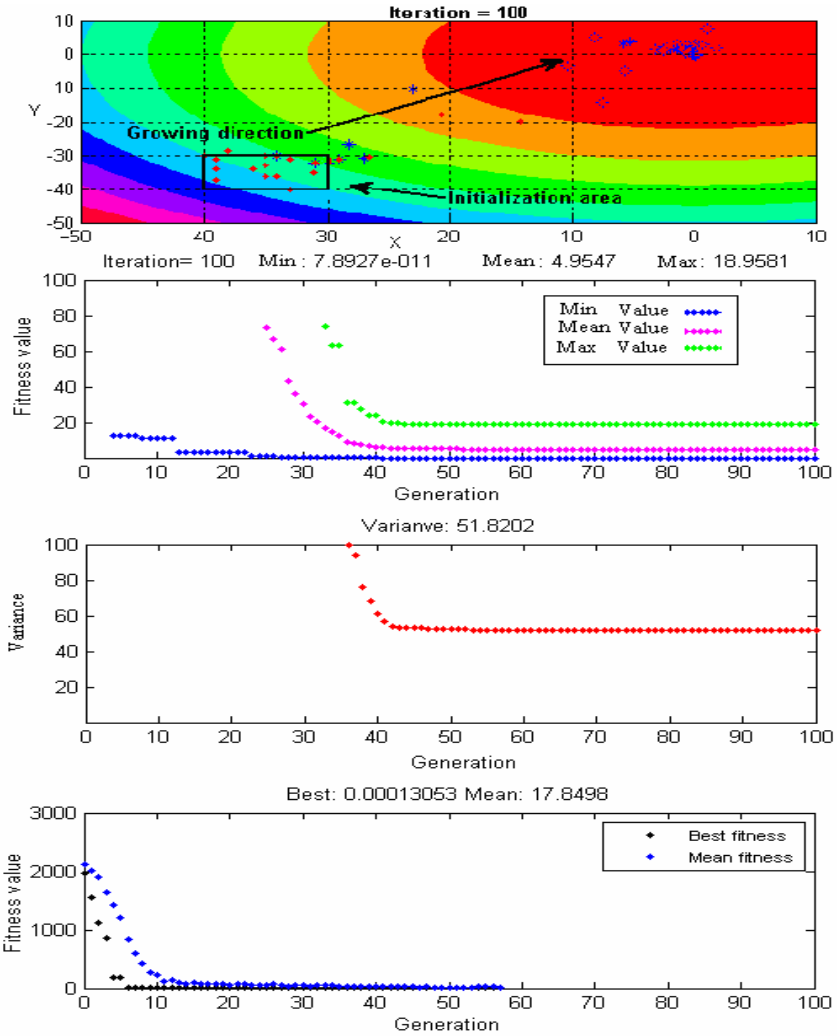 Iteration = 100
10
0
10
-20
-30
-40
-50
Y
Growing direction
Initialization area
-50
40
30
-20
10
0
10
X
Iteration= 100 Min : 7.8927e-011 Mean : 4.9547 Max : 18.9581
100
80
60
40
20
Fitness value
Min Value
Mean Value
Max Value
0 10 20 30 40 50 60 70 80 90 100
Generation
Varianve: 51.8202
100
80
60
40
20
Variance
0 10 20 30 40 50 60 70 80 90 100
Generation
Best: 0.00013053 Mean: 17.8498
3000
2000
1000
0
Fitness value
Best fitness
Mean fitness
0 10 20 30 40 50 60 70 80 90 100
Generation